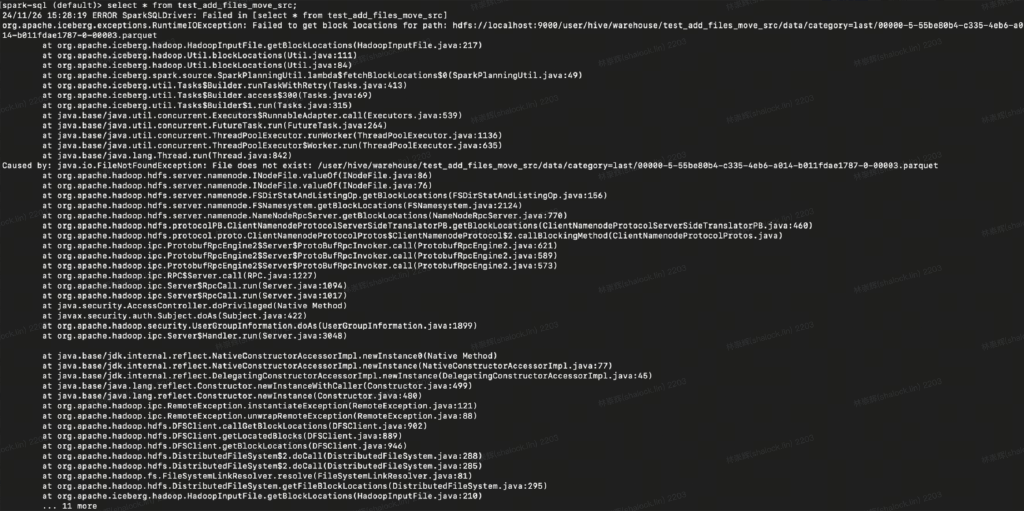 spark-sql (default)> select * from test_add_files_move_src;
24/11/26 15:28:19 ERROR SparkSQLDriver: Failed in [select * from test_add_files_move_src]
org.apache.iceberg.exceptions.RuntimeIOException: Failed to get block locations for path: hdfs://localhost:9000/user/hive/warehouse/test_add_files_move_src/data/category=last/00000-5-55be80b4-c335-4eb6-a0
14-b011fdae1787-0-00003.parquet
at org.apache.iceberg.hadoop.HadoopInputFile.getBlockLocations(HadoopInputFile.java:217)
at org.apache.iceberg.hadoop.Util.blockLocations(Util.java:111)
at org.apache.iceberg.hadoop.Util.blockLocations(Util.java:84)
at org.apache.iceberg.spark.source.SparkPlanningUtil.lambda$fetchBlockLocations$0(SparkPlanningUtil.java:49)
at org.apache.iceberg.util.Tasks$Builder.runTaskWithRetry(Tasks.java:413)
at org.apache.iceberg.util.Tasks$Builder.access$300(Tasks.java:69)
at org.apache.iceberg.util.Tasks$Builder$1.run(Tasks.java:315)
at java.base/java.util.concurrent.Executors$RunnableAdapter.call(Executors.java:539)
at java.base/java.util.concurrent.FutureTask.run(FutureTask.java:264)
at java.base/java.util.concurrent.ThreadPoolExecutor.runWorker(ThreadPoolExecutor.java:1136)
at java.base/java.util.concurrent.ThreadPoolExecutor$Worker.run(ThreadPoolExecutor.java:635)
at java.base/java.lang.Thread.run(Thread.java:842)
Caused by: java.io.FileNotFoundException: File does not exist: /user/hive/warehouse/test_add_files_move_src/data/category=last/00000-5-55be80b4-c335-4eb6-a014-b011fdae1787-0-00003.parquet
at org.apache.hadoop.hdfs.server.namenode.INodeFile.valueOf(INodeFile.java:86)
at org.apache.hadoop.hdfs.server.namenode.INodeFile.valueOf(INodeFile.java:76)
at org.apache.hadoop.hdfs.server.namenode.FSDirStatAndListingOp.getBlockLocations(FSDirStatAndListingOp.java:156)
at org.apache.hadoop.hdfs.server.namenode.FSNamesystem.getBlockLocations(FSNamesystem.java:2124)
at org.apache.hadoop.hdfs.server.namenode.NameNodeRpcServer.getBlockLocations(NameNodeRpcServer.java:770)
at org.apache.hadoop.hdfs.protocolPB.ClientNamenodeProtocolServerSideTranslatorPB.getBlockLocations(ClientNamenodeProtocolServerSideTranslatorPB.java:460)
at org.apache.hadoop.hdfs.protocol.proto.ClientNamenodeProtocolProtos$ClientNamenodeProtocol$2.callBlockingMethod(ClientNamenodeProtocolProtos.java)
at org.apache.hadoop.ipc.ProtobufRpcEngine2$Server$ProtoBufRpcInvoker.call(ProtobufRpcEngine2.java:621)
at org.apache.hadoop.ipc.ProtobufRpcEngine2$Server$ProtoBufRpcInvoker.call(ProtobufRpcEngine2.java:589)
at org.apache.hadoop.ipc.ProtobufRpcEngine2$Server$ProtoBufRpcInvoker.call(ProtobufRpcEngine2.java:573)
at org.apache.hadoop.ipc.RPC$Server.call(RPC.java:1227)
at org.apache.hadoop.ipc.Server$RpcCall.run(Server.java:1094)
at org.apache.hadoop.ipc.Server$RpcCall.run(Server.java:1017)
at java.security.AccessController.doPrivileged(Native Method)
at javax.security.auth.Subject.doAs(Subject.java:422)
at org.apache.hadoop.security.UserGroupInformation.doAs(UserGroupInformation.java:1899)
at org.apache.hadoop.ipc.Server$Handler.run(Server.java:3048)
at java.base/jdk.internal.reflect.NativeConstructorAccessorImpl.newInstance0(Native Method)
at java.base/jdk.internal.reflect.NativeConstructorAccessorImpl.newInstance(NativeConstructorAccessorImpl.java:77)
at java.base/jdk.internal.reflect.DelegatingConstructorAccessorImpl.newInstance(DelegatingConstructorAccessorImpl.java:45)
at java.base/java.lang.reflect.Constructor.newInstanceWithCaller(Constructor.java:499)
at java.base/java.lang.reflect.Constructor.newInstance(Constructor.java:480)
at org.apache.hadoop.ipc.RemoteException.instantiateException(RemoteException.java:121)
at org.apache.hadoop.ipc.RemoteException.unwrapRemoteException(RemoteException.java:88)
at org.apache.hadoop.hdfs.DFSClient.callGetBlockLocations(DFSClient.java:902)
at org.apache.hadoop.hdfs.DFSClient.getLocatedBlocks(DFSClient.java:889)
at org.apache.hadoop.hdfs.DFSClient.getBlockLocations(DFSClient.java:946)
at org.apache.hadoop.hdfs.DistributedFileSystem$2.doCall(DistributedFileSystem.java:288)
at org.apache.hadoop.hdfs.DistributedFileSystem$2.doCall(DistributedFileSystem.java:285)
at org.apache.hadoop.fs.FileSystemLinkResolver.resolve(FileSystemLinkResolver.java:81)
at org.apache.hadoop.hdfs.DistributedFileSystem.getFileBlockLocations(DistributedFileSystem.java:295)
at org.apache.iceberg.hadoop.HadoopInputFile.getBlockLocations(HadoopInputFile.java:210)
... 11 more